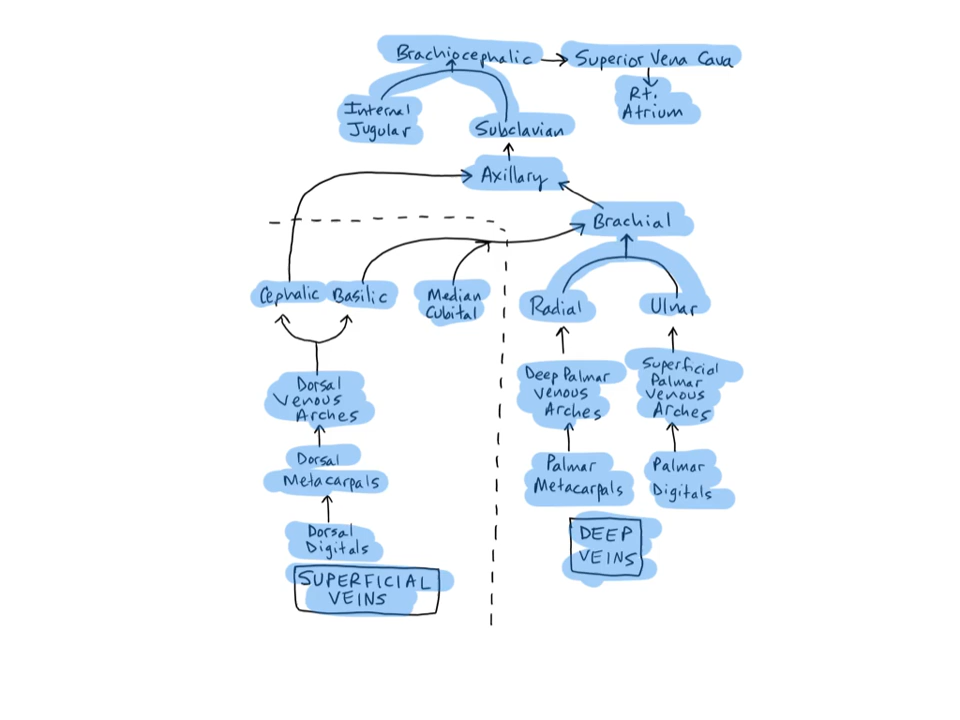 Brachiocephalic
Superior Vena Cava
Rt.
Atrium
Internal
Jugular
Subclavian
Axillary
Brachial
Cephalic
Basilic
Median
Cubital
Radial
Ulnar
Dorsal
Venous
Arches
Deep Palmar
Venous
Arches
Superficial
Palmar
Venous
Arches
Dorsal
Metacarpals
Palmar
Metacarpals
Palmar
Digitals
Dorsal
Digitals
DEEP
VEINS
SUPERFICIAL
VEINS